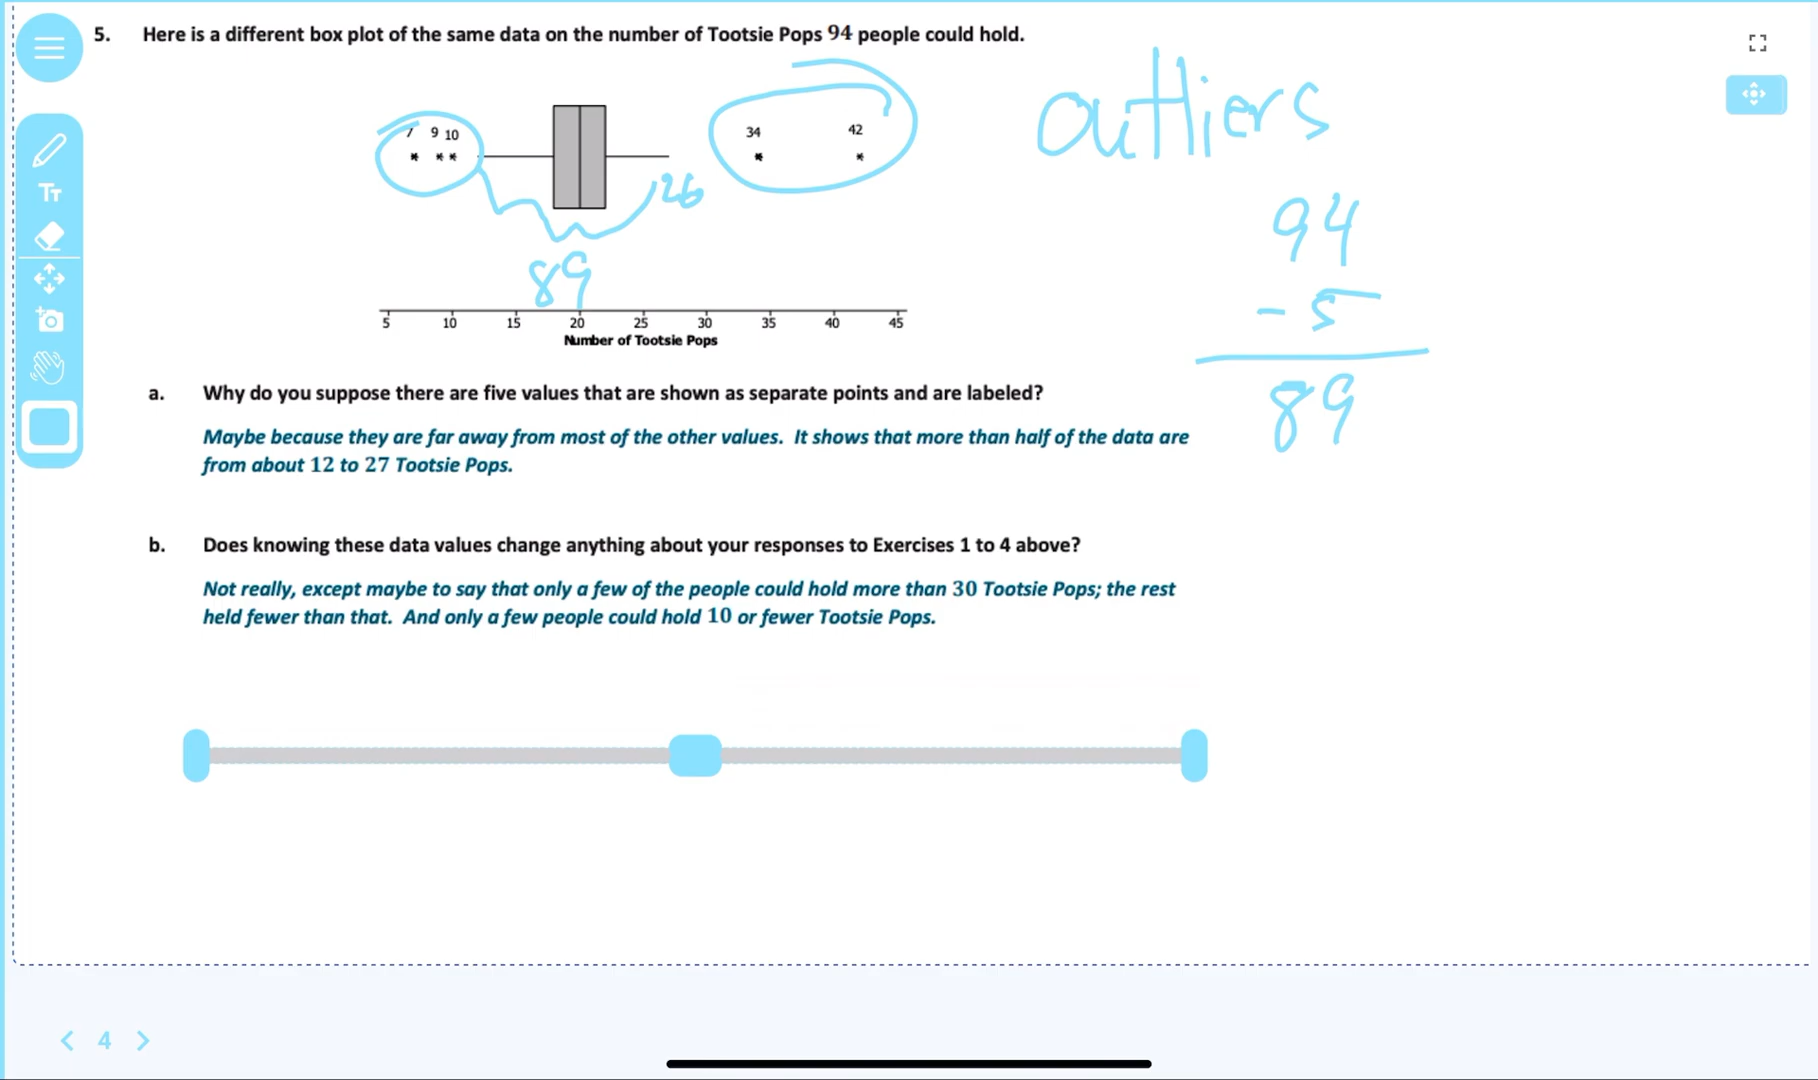 5. Here is a different box plot of the same data on the number of Tootsie Pops 94 people could hold.
outliers
7 9 10 34 42
26
94
- 5
89
89
5 10 15 20 25 30 35 40 45
Number of Tootsie Pops
a. Why do you suppose there are five values that are shown as separate points and are labeled?
Maybe because they are far away from most of the other values. It shows that more than half of the data are
from about 12 to 27 Tootsie Pops.
b. Does knowing these data values change anything about your responses to Exercises 1 to 4 above?
Not really, except maybe to say that only a few of the people could hold more than 30 Tootsie Pops; the rest
held fewer than that. And only a few people could hold 10 or fewer Tootsie Pops.
TT
< 4 >